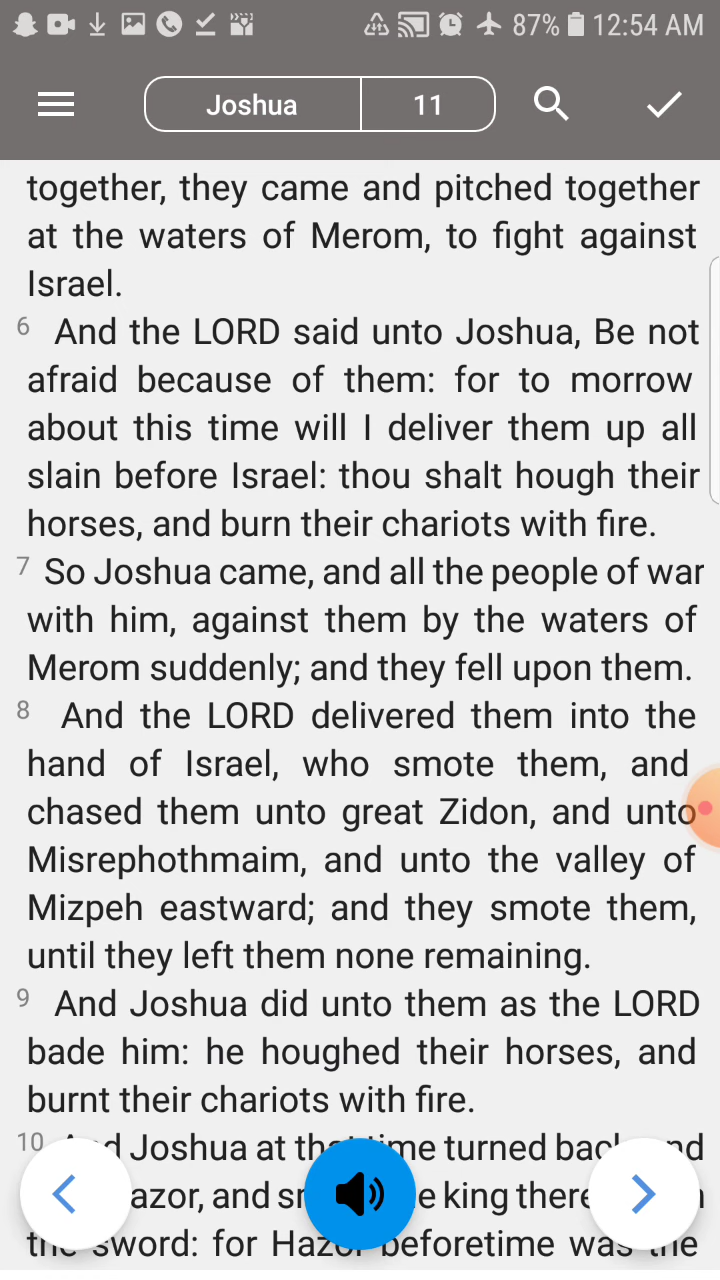 87% 12:54 AM
Joshua 11
together, they came and pitched together
at the waters of Merom, to fight against
Israel.
6 And the LORD said unto Joshua, Be not
afraid because of them: for to morrow
about this time will I deliver them up all
slain before Israel: thou shalt hough their
horses, and burn their chariots with fire.
7 So Joshua came, and all the people of war
with him, against them by the waters of
Merom suddenly; and they fell upon them.
8 And the LORD delivered them into the
hand of Israel, who smote them, and
chased them unto great Zidon, and unto
Misrephothmaim, and unto the valley of
Mizpeh eastward; and they smote them,
until they left them none remaining.
9 And Joshua did unto them as the LORD
bade him: he houghed their horses, and
burnt their chariots with fire.
10 And Joshua at that time turned back, and
azor, and king
the sword: for Hazor beforetime was the